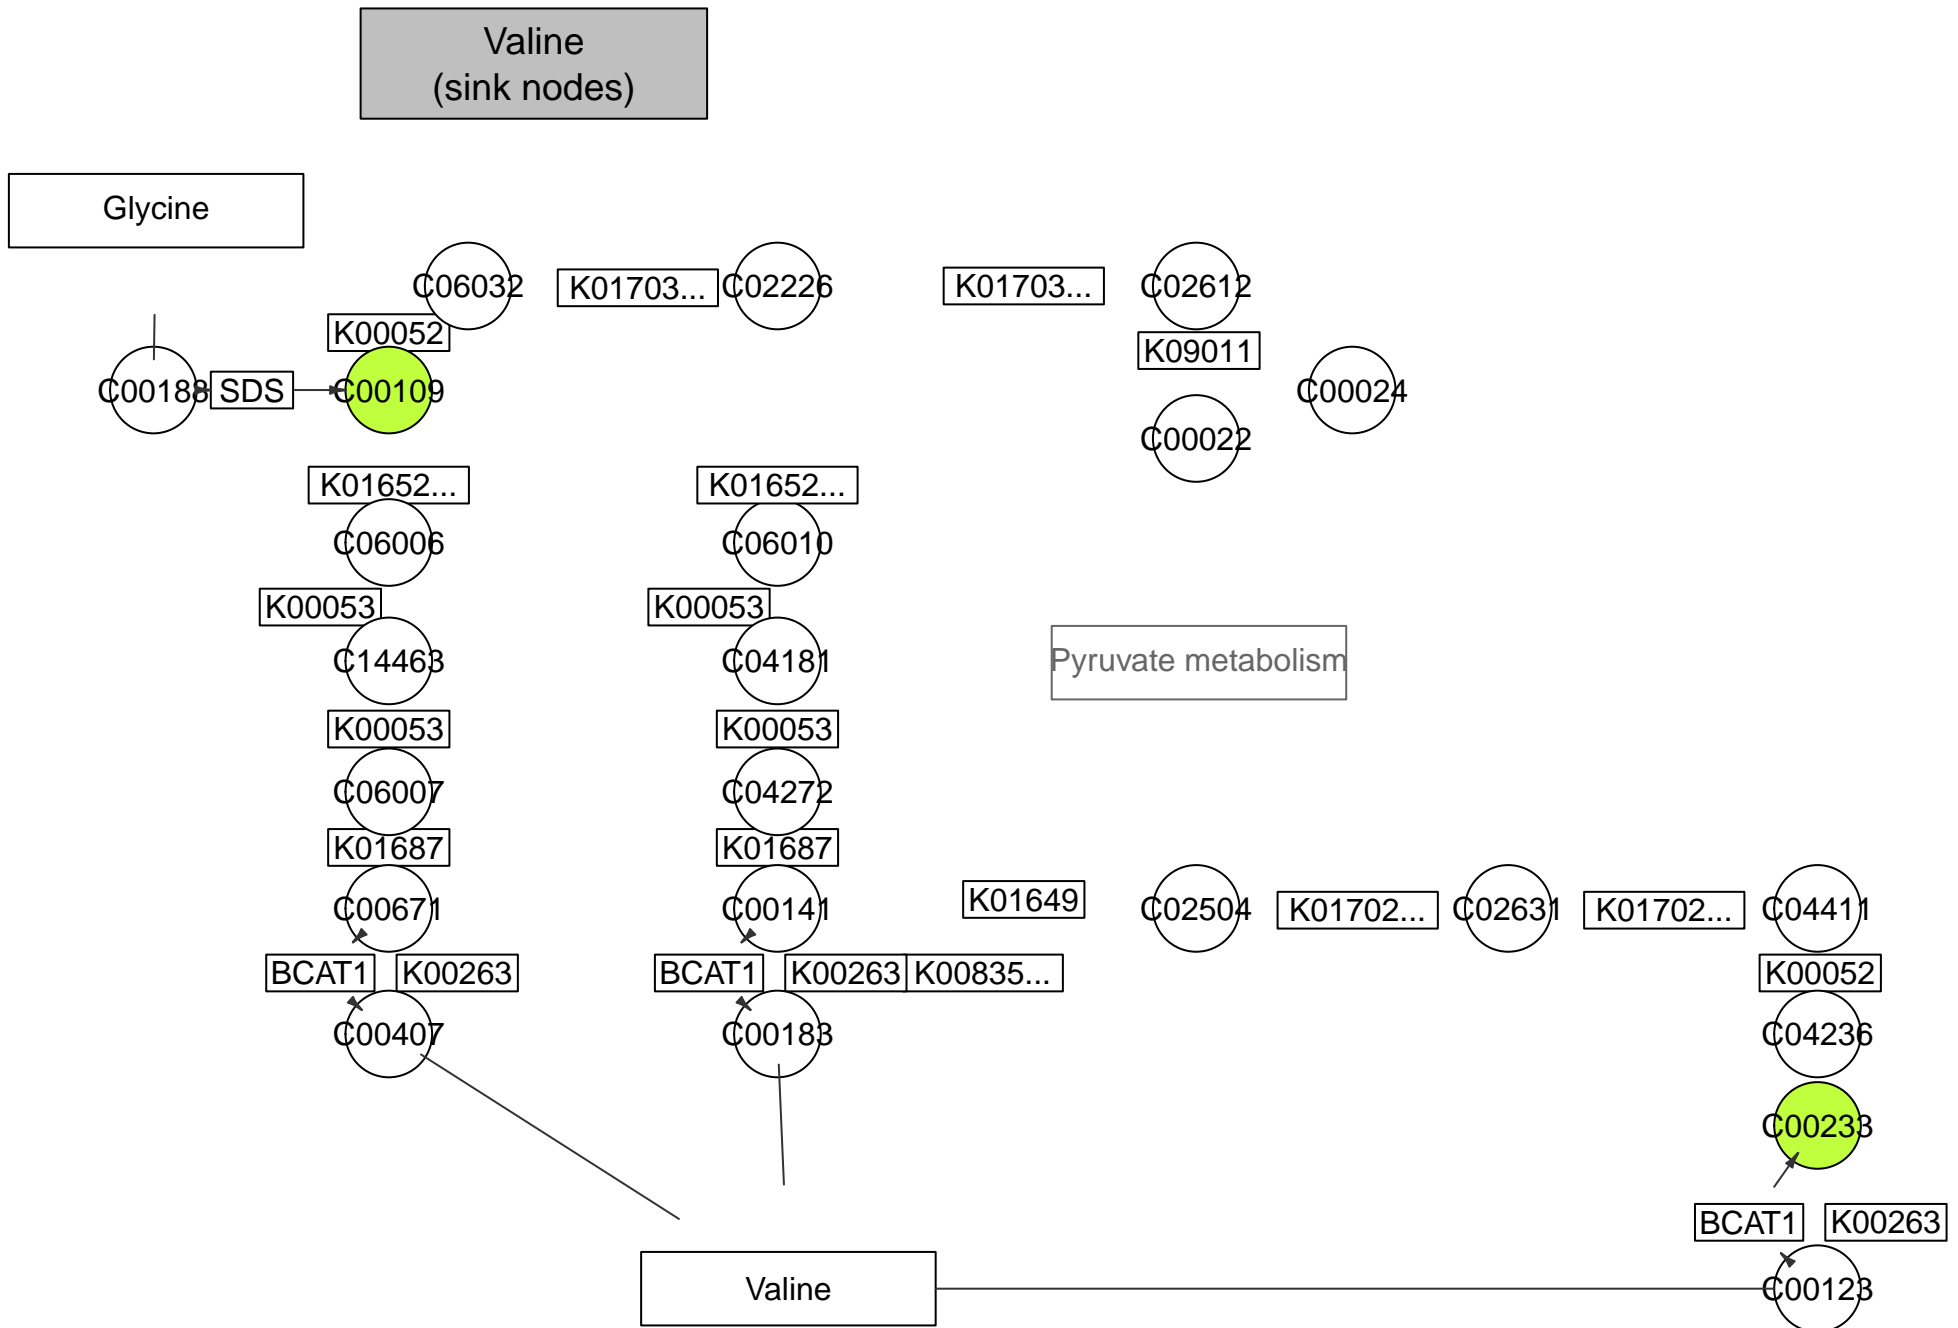 Valine
(sink nodes)
Glycine
C06032
K01703...
C02226
K01703...
C02612
K00052
K09011
C00188
SDS
C00109
C00024
C00022
K01652...
K01652...
C06006
C06010
K00053
K00053
C14463
C04181
Pyruvate metabolism
K00053
K00053
C06007
C04272
K01687
K01687
C00671
C00141
K01649
C02504
K01702...
C02631
K01702...
C04411
BCAT1
K00263
BCAT1
K00263
K00835...
K00052
C00407
C00183
C04236
C00233
BCAT1
K00263
Valine
C00123